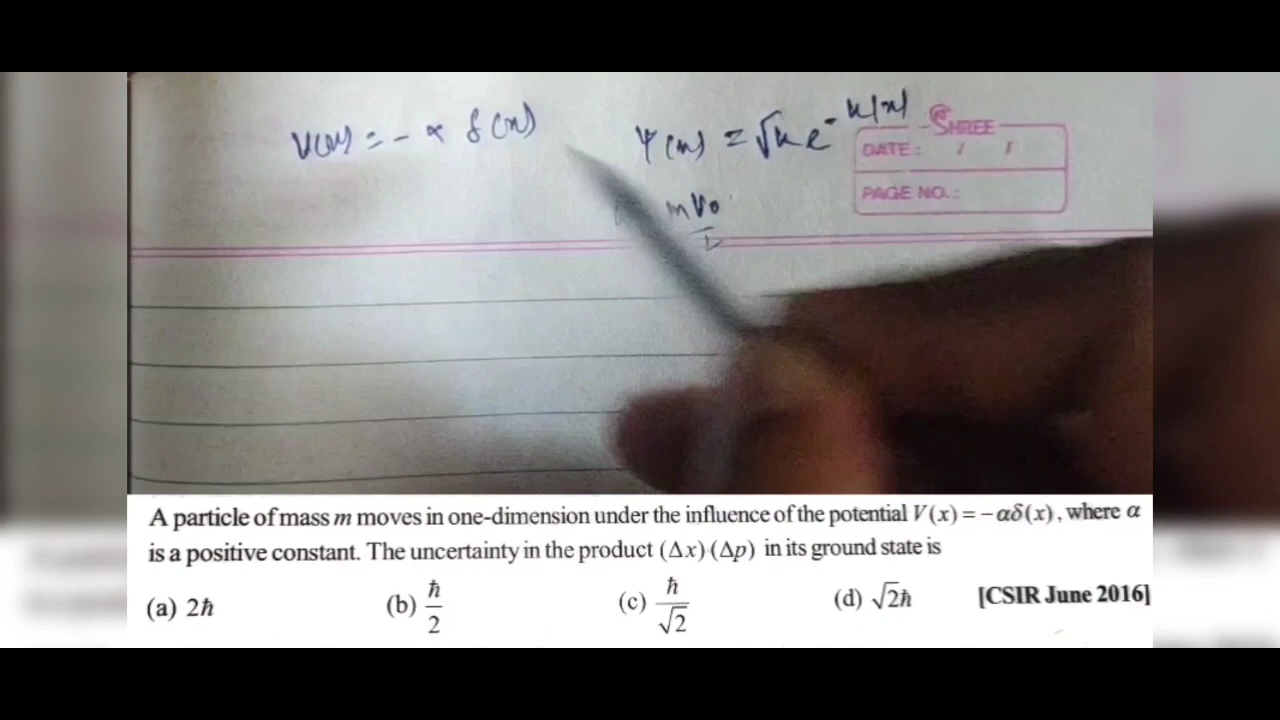 V(x) = - α δ(x)
ψ(x) = √κ e^{-κ|x|}
SHREE
DATE: / /
PAGE NO.:
mV₀
A particle of mass m moves in one-dimension under the influence of the potential V(x) = −αδ(x), where α
is a positive constant. The uncertainty in the product (Δx)(Δp) in its ground state is
(a) 2ħ (b) ħ/2 (c) ħ/√2 (d) √2ħ [CSIR June 2016]